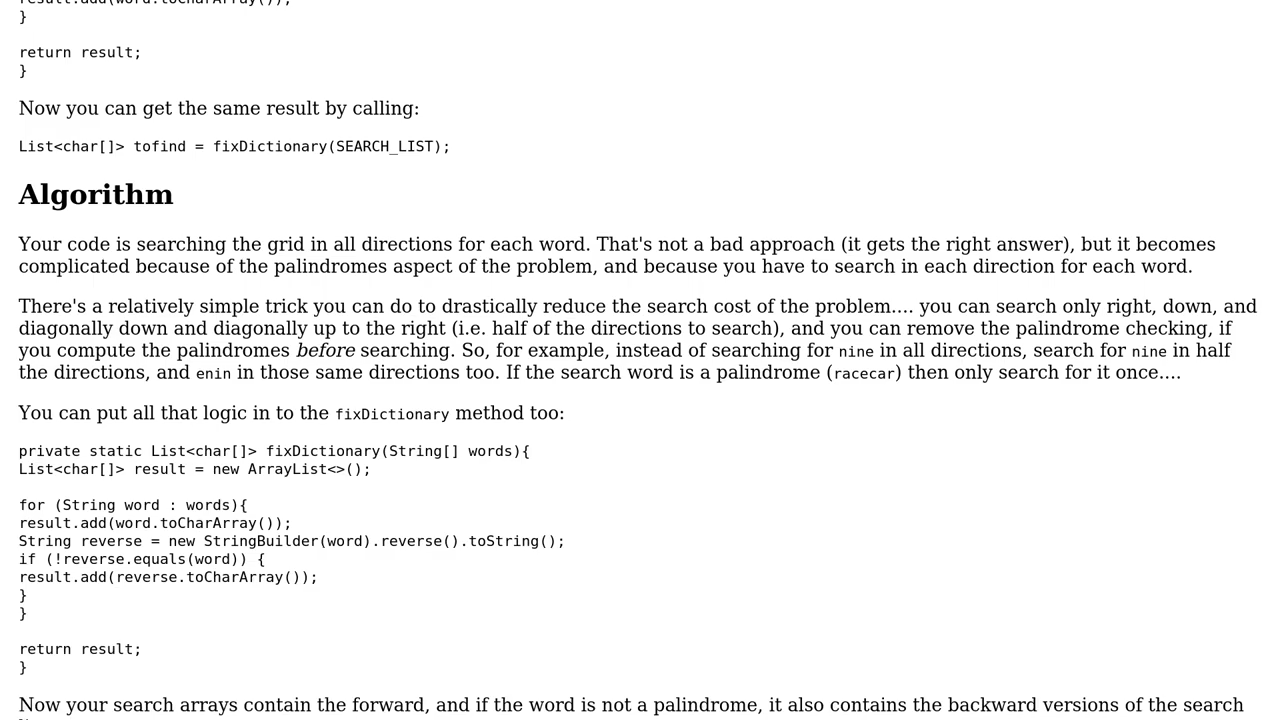 result.add(word.toCharArray());
}
return result;
}
Now you can get the same result by calling:
List<char[]> tofind = fixDictionary(SEARCH_LIST);
Algorithm
Your code is searching the grid in all directions for each word. That's not a bad approach (it gets the right answer), but it becomes
complicated because of the palindromes aspect of the problem, and because you have to search in each direction for each word.
There's a relatively simple trick you can do to drastically reduce the search cost of the problem.... you can search only right, down, and
diagonally down and diagonally up to the right (i.e. half of the directions to search), and you can remove the palindrome checking, if
you compute the palindromes before searching. So, for example, instead of searching for nine in all directions, search for nine in half
the directions, and enin in those same directions too. If the search word is a palindrome (racecar) then only search for it once....
You can put all that logic in to the fixDictionary method too:
private static List<char[]> fixDictionary(String[] words){
List<char[]> result = new ArrayList<>();
for (String word : words){
result.add(word.toCharArray());
String reverse = new StringBuilder(word).reverse().toString();
if (!reverse.equals(word)) {
result.add(reverse.toCharArray());
}
}
return result;
}
Now your search arrays contain the forward, and if the word is not a palindrome, it also contains the backward versions of the search